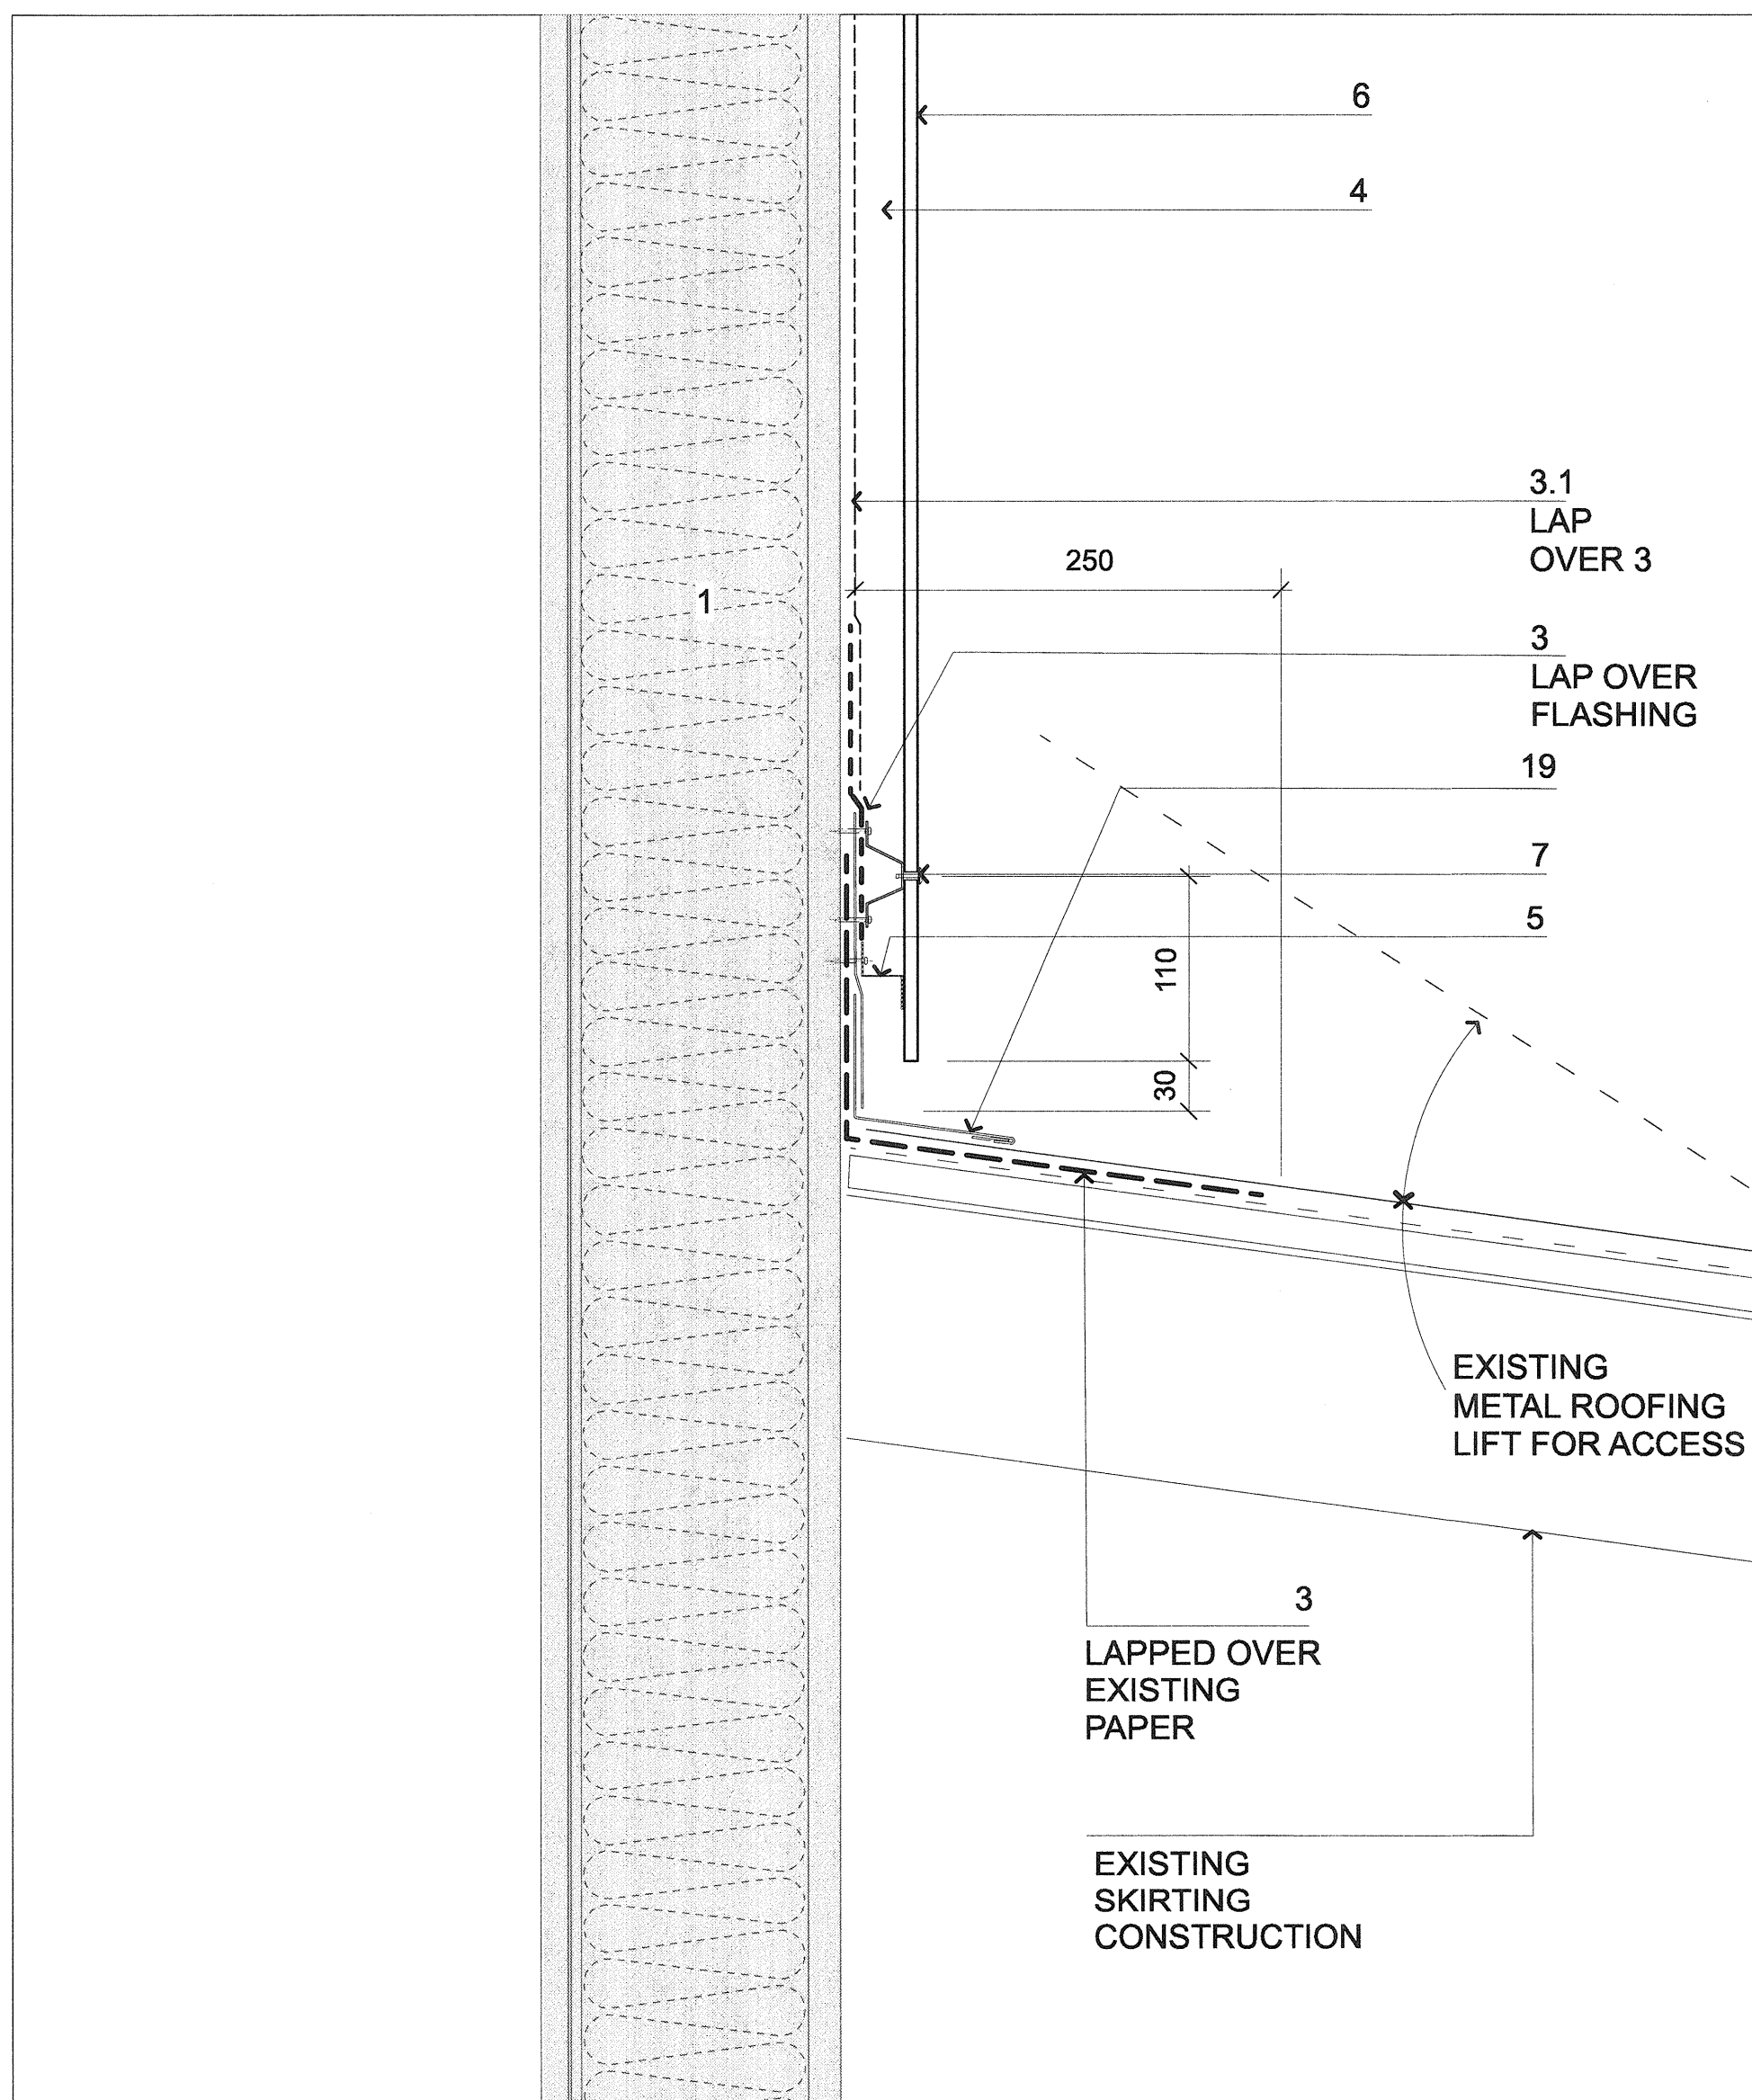 6
4
3.1
LAP
OVER 3
250
1
3
LAP OVER
FLASHING
19
7
5
110
30
EXISTING
METAL ROOFING
LIFT FOR ACCESS
3
LAPPED OVER
EXISTING
PAPER
EXISTING
SKIRTING
CONSTRUCTION